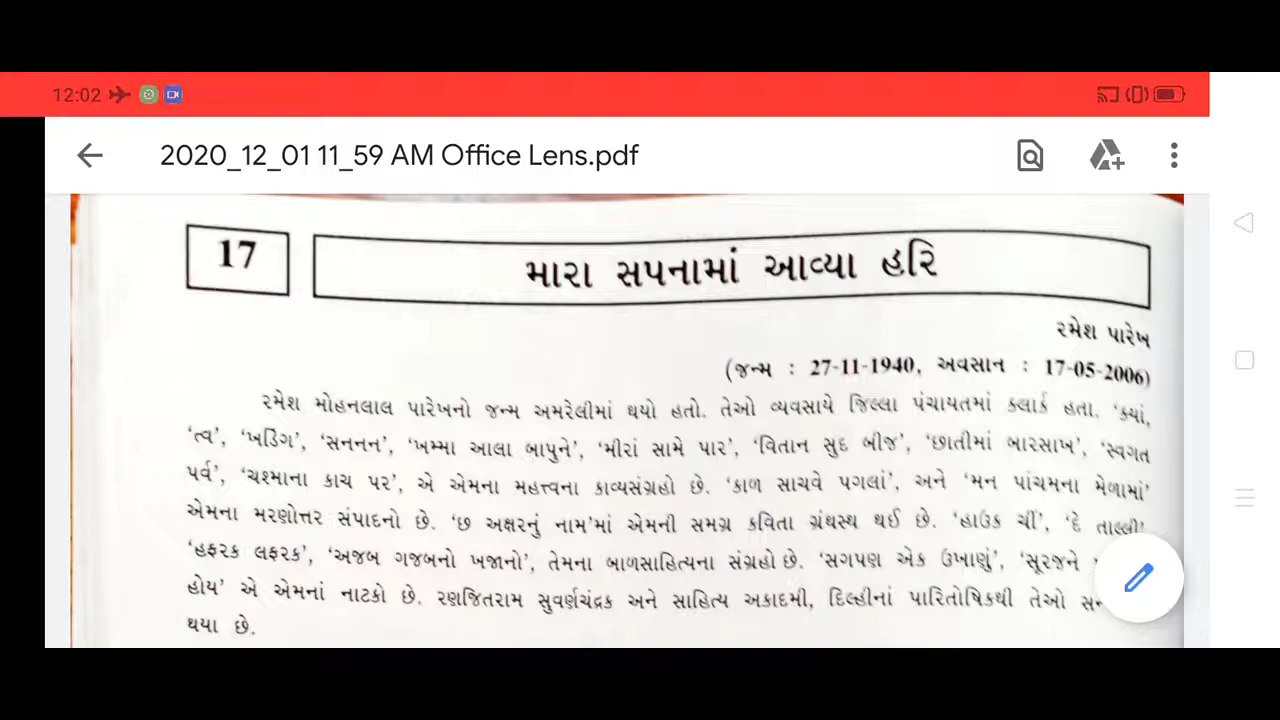 12:02
2020_12_01 11_59 AM Office Lens.pdf
17
મારા સપનામાં આવ્યા હરિ
રમેશ પારેખ
(જન્મ : 27-11-1940, અવસાન : 17-05-2006)
રમેશ મોહનલાલ પારેખનો જન્મ અમરેલીમાં થયો હતો. તેઓ વ્યવસાયે જિલ્લા પંચાયતમાં ક્લાર્ક હતા. ‘ક્યાં,
‘ત્વ’, ‘ખડિંગ’, ‘સનનન’, ‘ખમ્મા આલા બાપુને’, ‘મીરાં સામે પાર’, ‘વિતાન સુદ બીજ’, ‘છાતીમાં બારસાખ’, ‘સ્વગત
પર્વ’, ‘ચશ્માના કાચ પર’, એ એમના મહત્ત્વના કાવ્યસંગ્રહો છે. ‘કાળ સાચવે પગલાં’, અને ‘મન પાંચમના મેળામાં’
એમના મરણોત્તર સંપાદનો છે. ‘છ અક્ષરનું નામ’માં એમની સમગ્ર કવિતા ગ્રંથસ્થ થઈ છે. ‘હાઉક ચી’, ‘દે તાલ્લી’
‘હફરક લફરક’, ‘અજબ ગજબનો ખજાનો’, તેમના બાળસાહિત્યના સંગ્રહો છે. ‘સગપણ એક ઉખાણું’, ‘સૂરજને
હોય’ એ એમનાં નાટકો છે. રણજિતરામ સુવર્ણચંદ્રક અને સાહિત્ય અકાદમી, દિલ્હીનાં પારિતોષિકથી તેઓ
થયા છે.